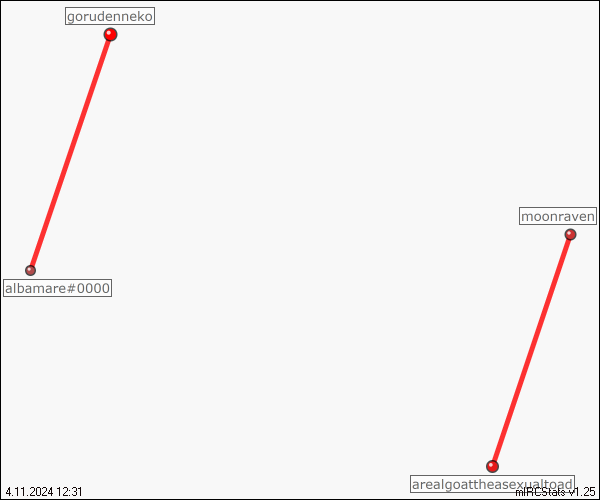 gorudenneko
moonraven
albamare#0000
arealgoattheasexualtoad
4.11.2024 12:31
mIRCStats v1.25